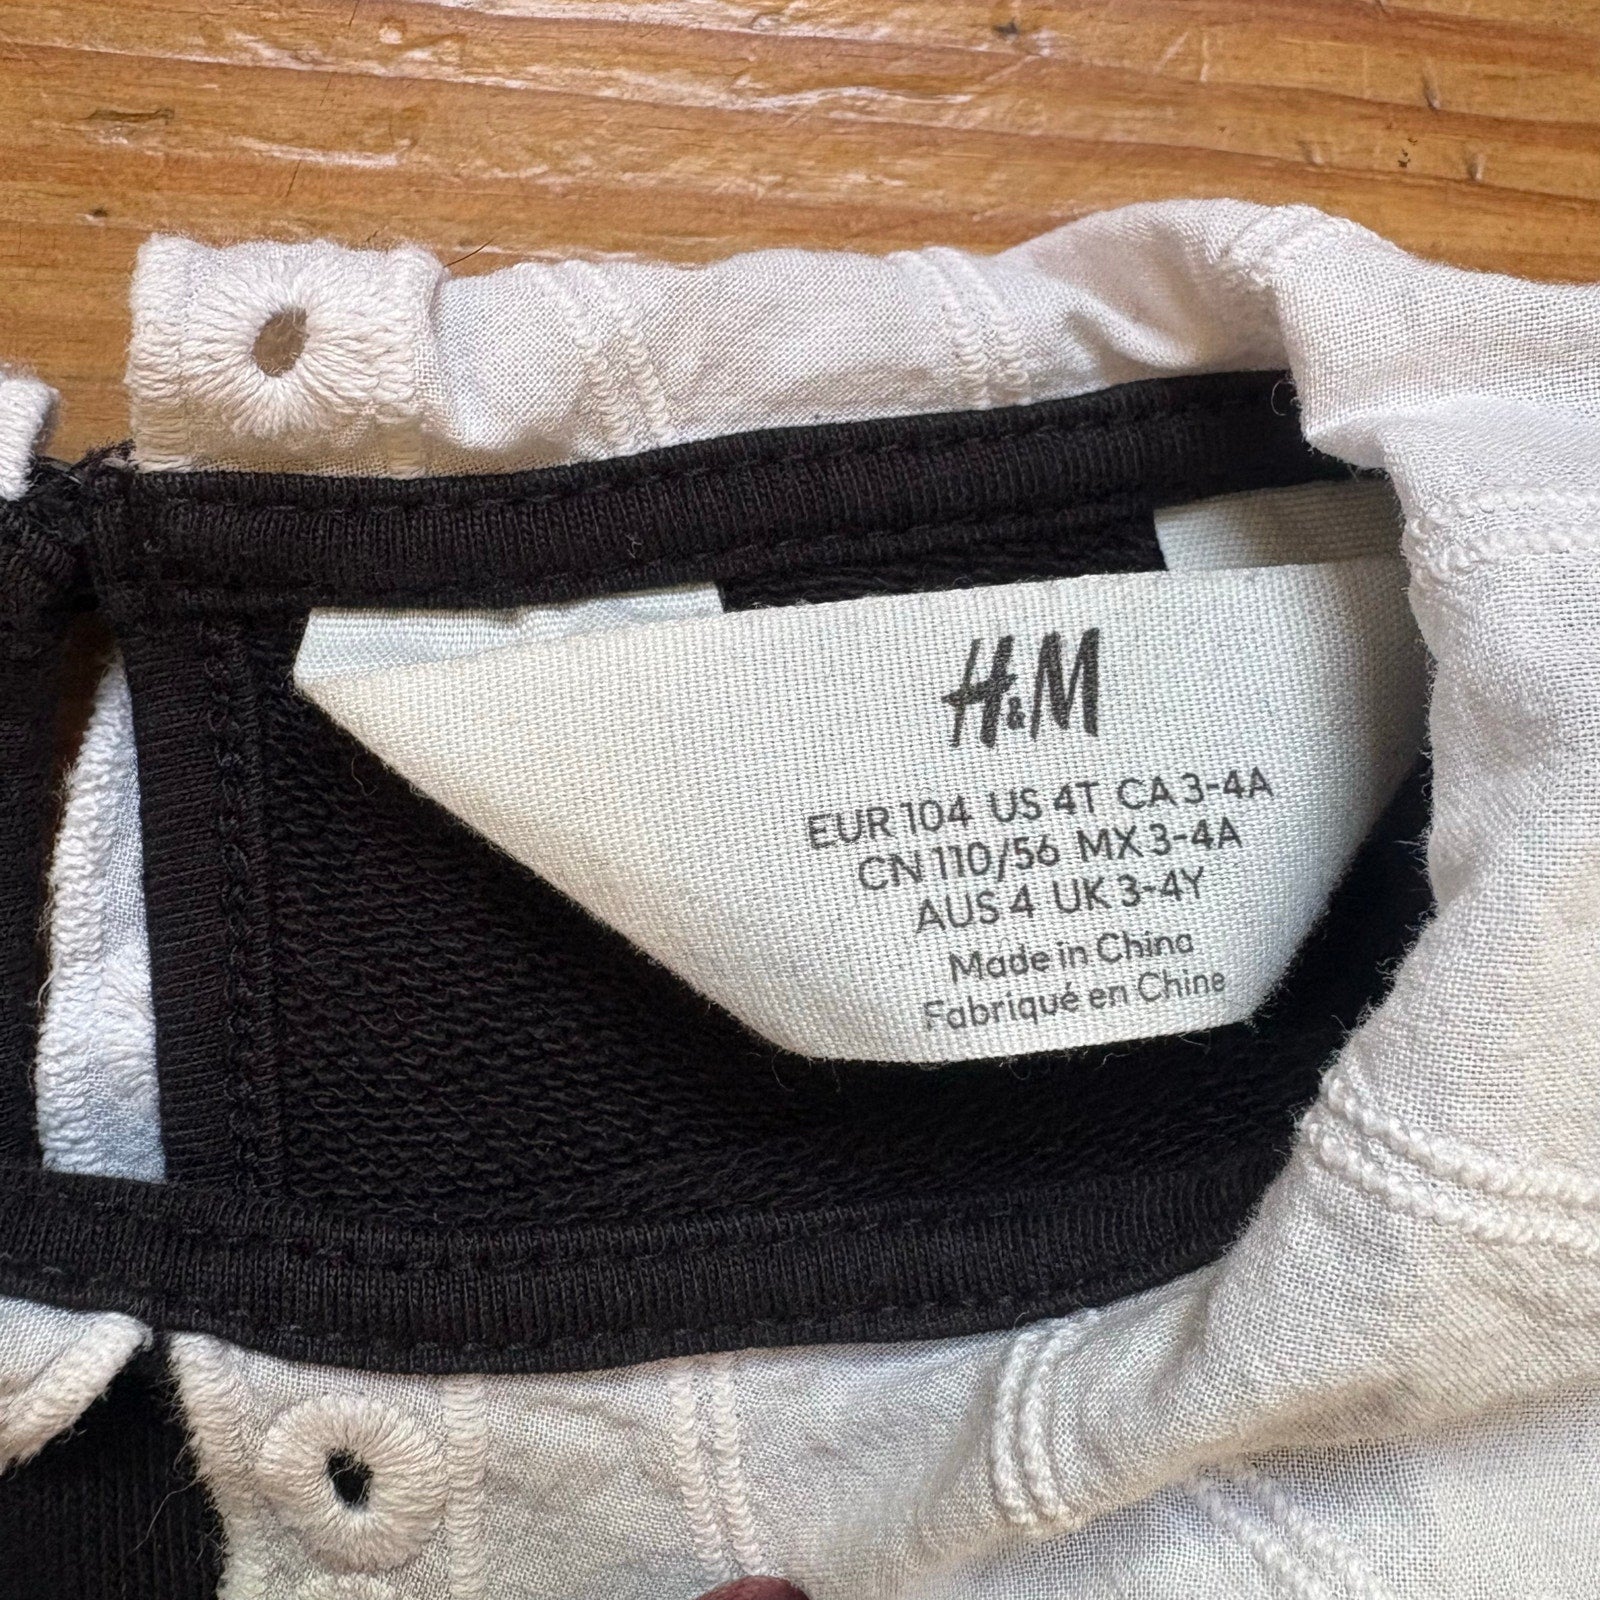 H&M
EUR 104 US 4T CA 3-4A
CN 110/56 MX 3-4A
AUS 4 UK 3-4Y
Made in China
Fabriqué en Chine